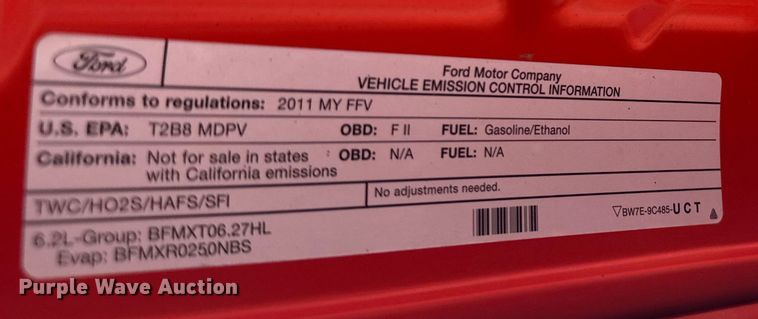 Ford
Ford Motor Company
VEHICLE EMISSION CONTROL INFORMATION
Conforms to regulations: 2011 MY FFV
U.S. EPA: T2B8 MDPV OBD: F II FUEL: Gasoline/Ethanol
California: Not for sale in states with California emissions OBD: N/A FUEL: N/A
TWC/HO2S/HAFS/SFI
No adjustments needed.
6.2L-Group: BFMXT06.27HL
Evap: BFMXR0250NBS
▽BW7E-9C485-UCT
Purple Wave Auction